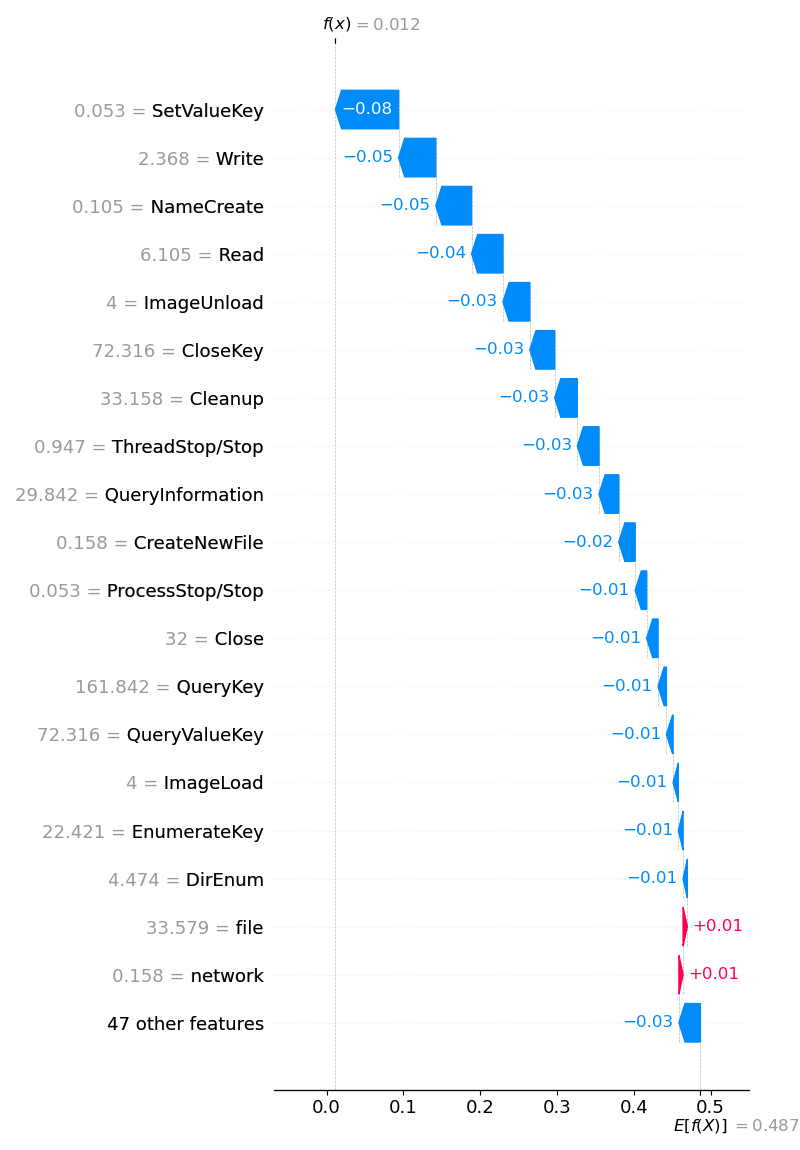 f(x) = 0.012
0.053 = SetValueKey −0.08
2.368 = Write −0.05
0.105 = NameCreate −0.05
6.105 = Read −0.04
4 = ImageUnload −0.03
72.316 = CloseKey −0.03
33.158 = Cleanup −0.03
0.947 = ThreadStop/Stop −0.03
29.842 = QueryInformation −0.03
0.158 = CreateNewFile −0.02
0.053 = ProcessStop/Stop −0.01
32 = Close −0.01
161.842 = QueryKey −0.01
72.316 = QueryValueKey −0.01
4 = ImageLoad −0.01
22.421 = EnumerateKey −0.01
4.474 = DirEnum −0.01
33.579 = file +0.01
0.158 = network +0.01
47 other features −0.03
0.0 0.1 0.2 0.3 0.4 0.5
E[f(X)] = 0.487